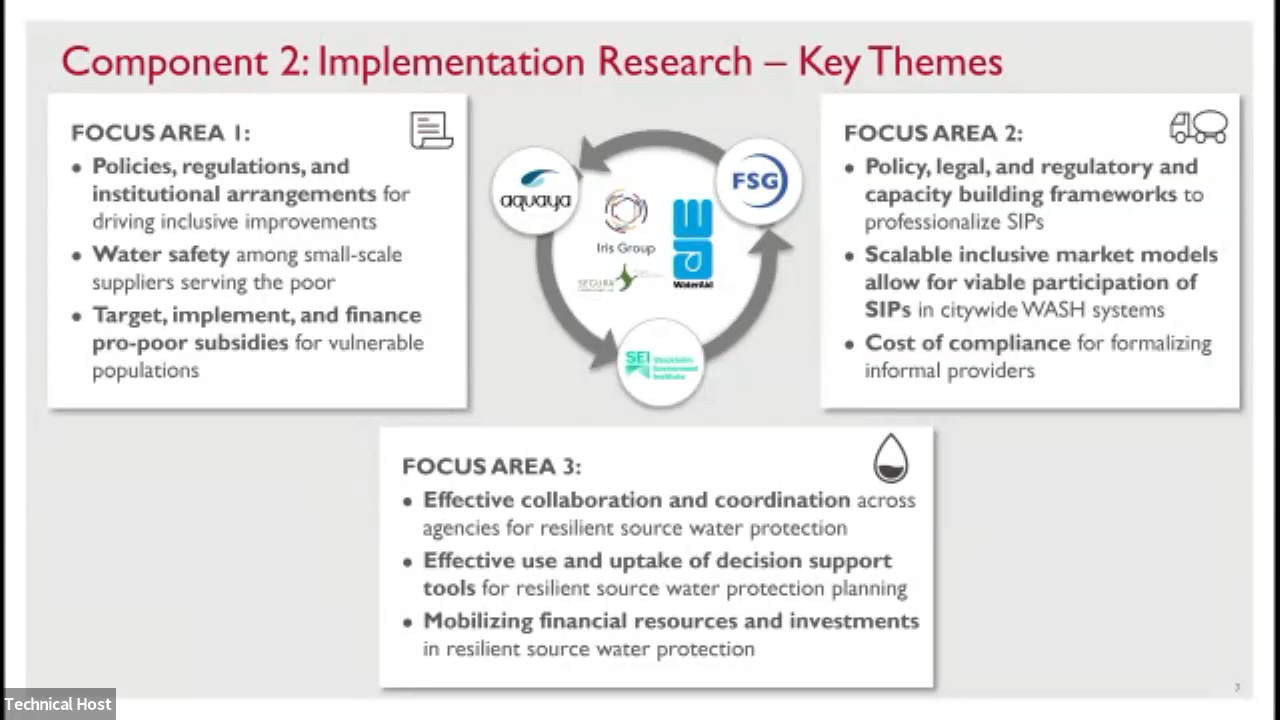 Component 2: Implementation Research – Key Themes
FOCUS AREA 1:
• Policies, regulations, and
institutional arrangements for
driving inclusive improvements
• Water safety among small-scale
suppliers serving the poor
• Target, implement, and finance
pro-poor subsidies for vulnerable
populations
aquaya
FSG
Iris Group
SEGURA
WaterAid
SEI Stockholm
Environment
Institute
FOCUS AREA 2:
• Policy, legal, and regulatory and
capacity building frameworks to
professionalize SIPs
• Scalable inclusive market models
allow for viable participation of
SIPs in citywide WASH systems
• Cost of compliance for formalizing
informal providers
FOCUS AREA 3:
• Effective collaboration and coordination across
agencies for resilient source water protection
• Effective use and uptake of decision support
tools for resilient source water protection planning
• Mobilizing financial resources and investments
in resilient source water protection
Technical Host